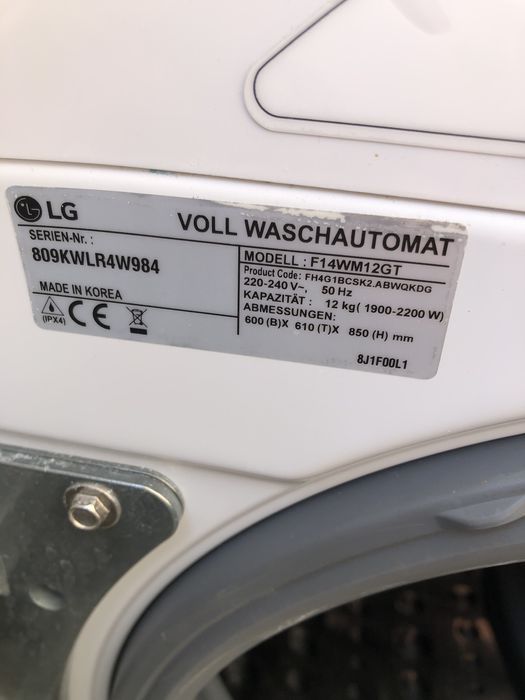 LG
VOLL WASCHAUTOMAT
SERIEN-Nr. :
809KWLR4W984
MADE IN KOREA
(IPX4)
CE
MODELL : F14WM12GT
Product Code: FH4G1BCSK2.ABWQKDG
220-240 V~, 50 Hz
KAPAZITÄT : 12 kg( 1900-2200 W)
ABMESSUNGEN:
600 (B)X 610 (T)X 850 (H) mm
8J1F00L1